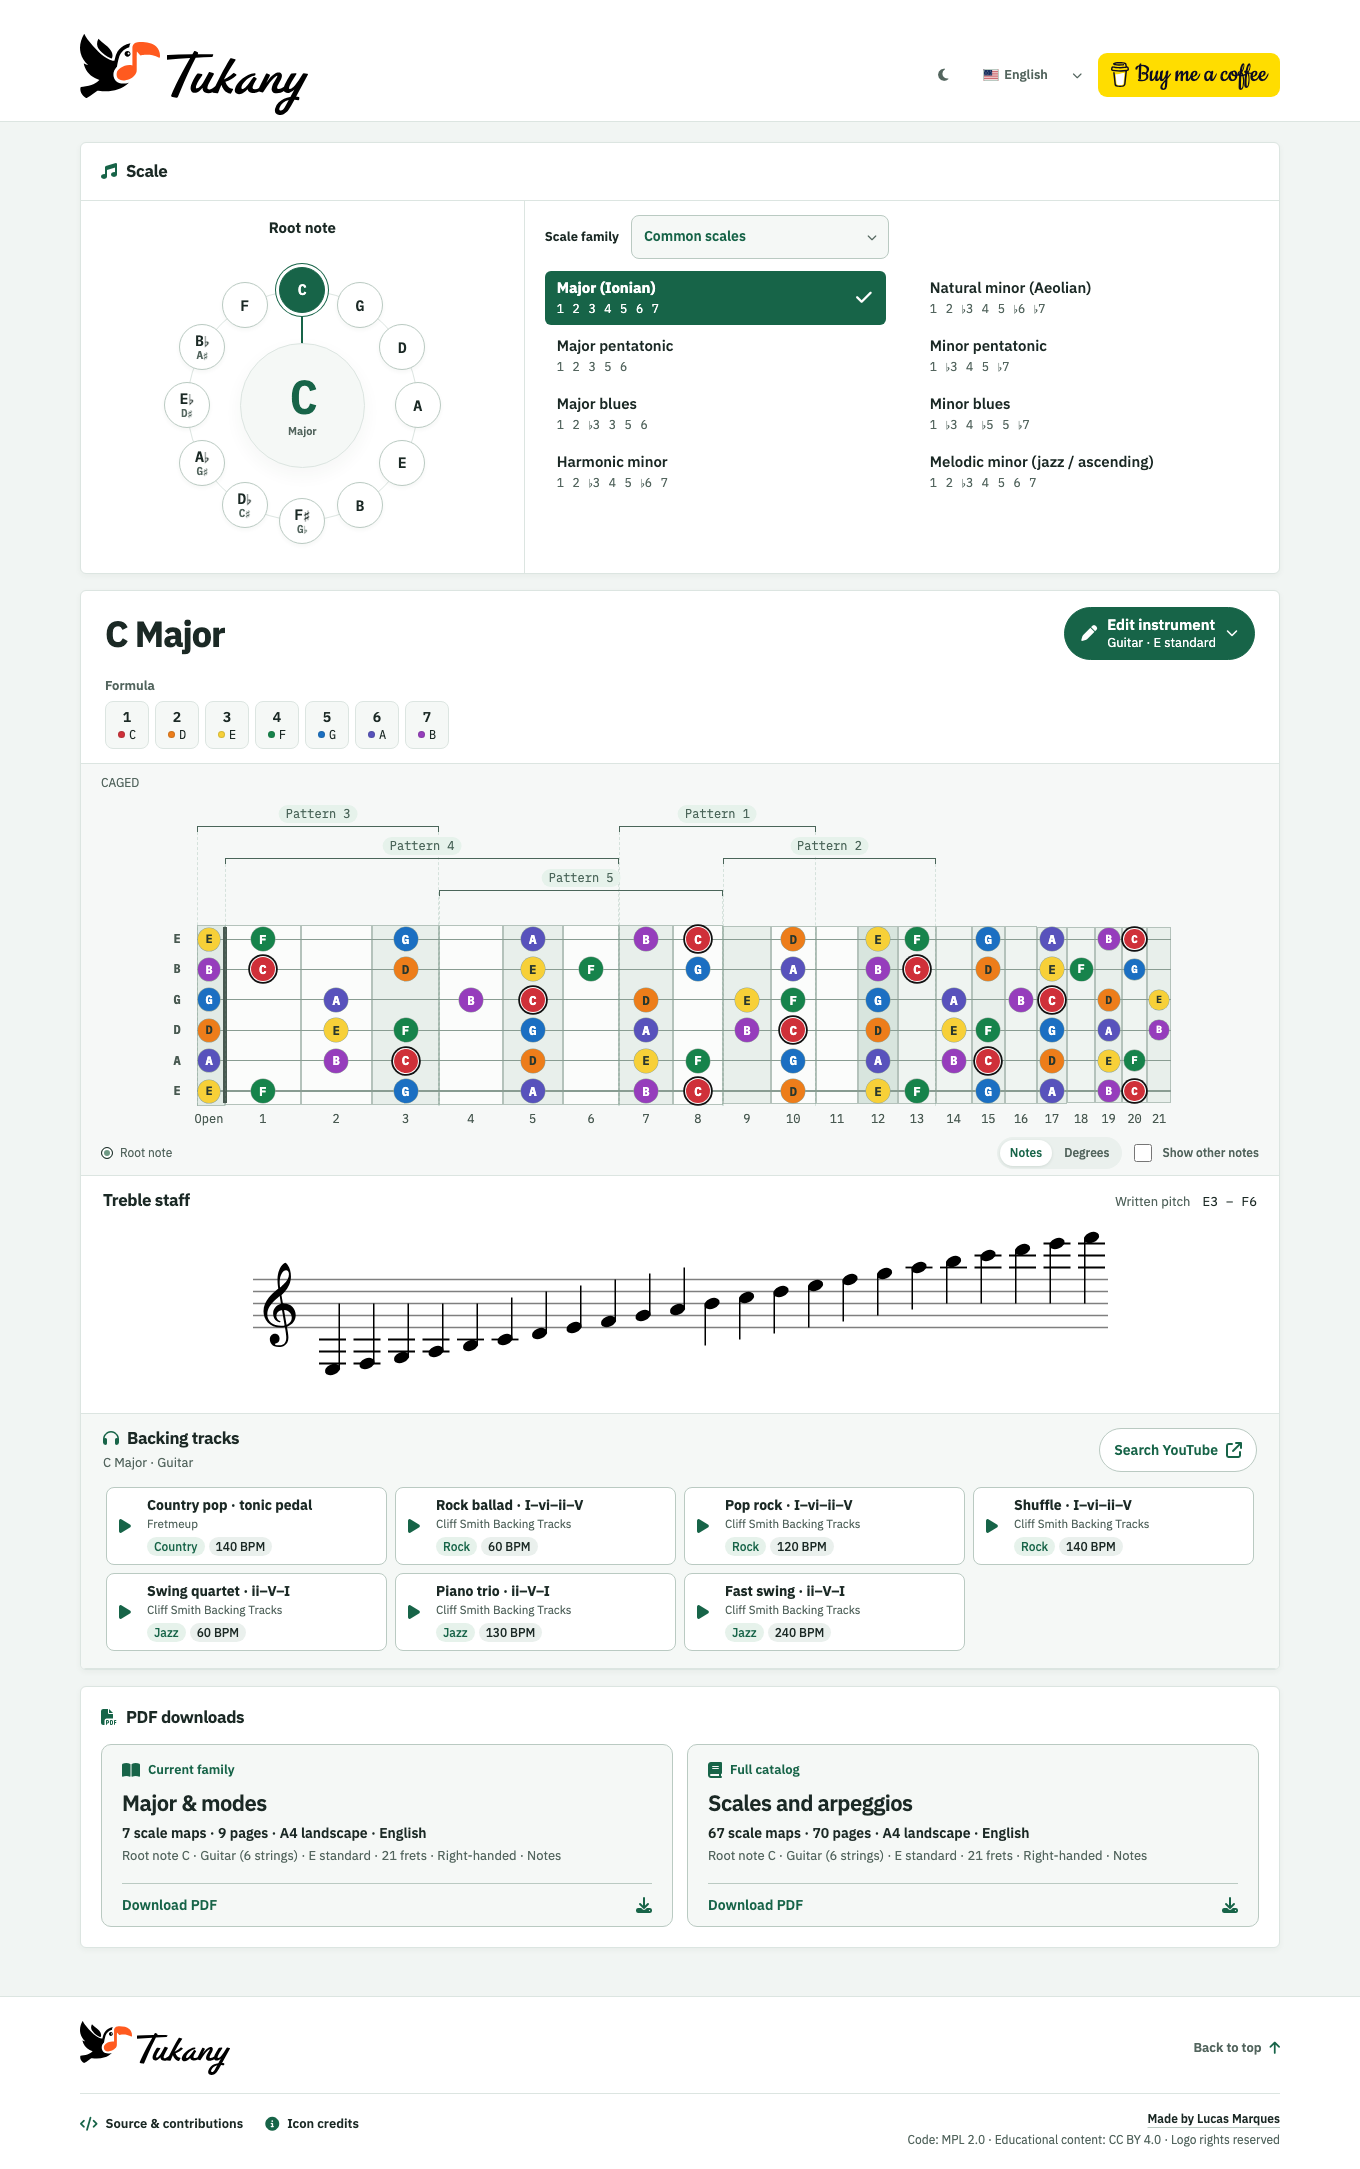 Tukany
English
Buy me a coffee
Scale
Root note
C
F
G
B♭
A♯
D
E♭
D♯
C
Major
A
A♭
G♯
E
D♭
C♯
F♯
G♭
B
Scale family
Common scales
Major (Ionian)
1 2 3 4 5 6 7
Natural minor (Aeolian)
1 2 ♭3 4 5 ♭6 ♭7
Major pentatonic
1 2 3 5 6
Minor pentatonic
1 ♭3 4 5 ♭7
Major blues
1 2 ♭3 3 5 6
Minor blues
1 ♭3 4 ♭5 5 ♭7
Harmonic minor
1 2 ♭3 4 5 ♭6 7
Melodic minor (jazz / ascending)
1 2 ♭3 4 5 6 7
C Major
Edit instrument
Guitar · E standard
Formula
1 2 3 4 5 6 7
C D E F G A B
CAGED
Pattern 3 Pattern 1
Pattern 4 Pattern 2
Pattern 5
E E F G A B C D E F G A B C
B B C D E F G A B C D E F G
G G A B C D E F G A B C D E
D D E F G A B C D E F G A B
A A B C D E F G A B C D E F
E E F G A B C D E F G A B C
Open 1 2 3 4 5 6 7 8 9 10 11 12 13 14 15 16 17 18 19 20 21
Root note
Notes Degrees Show other notes
Treble staff
Written pitch E3 – F6
Backing tracks
C Major · Guitar
Search YouTube
Country pop · tonic pedal
Fretmeup
Country 140 BPM
Rock ballad · I–vi–ii–V
Cliff Smith Backing Tracks
Rock 60 BPM
Pop rock · I–vi–ii–V
Cliff Smith Backing Tracks
Rock 120 BPM
Shuffle · I–vi–ii–V
Cliff Smith Backing Tracks
Rock 140 BPM
Swing quartet · ii–V–I
Cliff Smith Backing Tracks
Jazz 60 BPM
Piano trio · ii–V–I
Cliff Smith Backing Tracks
Jazz 130 BPM
Fast swing · ii–V–I
Cliff Smith Backing Tracks
Jazz 240 BPM
PDF downloads
Current family
Major & modes
7 scale maps · 9 pages · A4 landscape · English
Root note C · Guitar (6 strings) · E standard · 21 frets · Right-handed · Notes
Download PDF
Full catalog
Scales and arpeggios
67 scale maps · 70 pages · A4 landscape · English
Root note C · Guitar (6 strings) · E standard · 21 frets · Right-handed · Notes
Download PDF
Tukany
Back to top
Source & contributions
Icon credits
Made by Lucas Marques
Code: MPL 2.0 · Educational content: CC BY 4.0 · Logo rights reserved